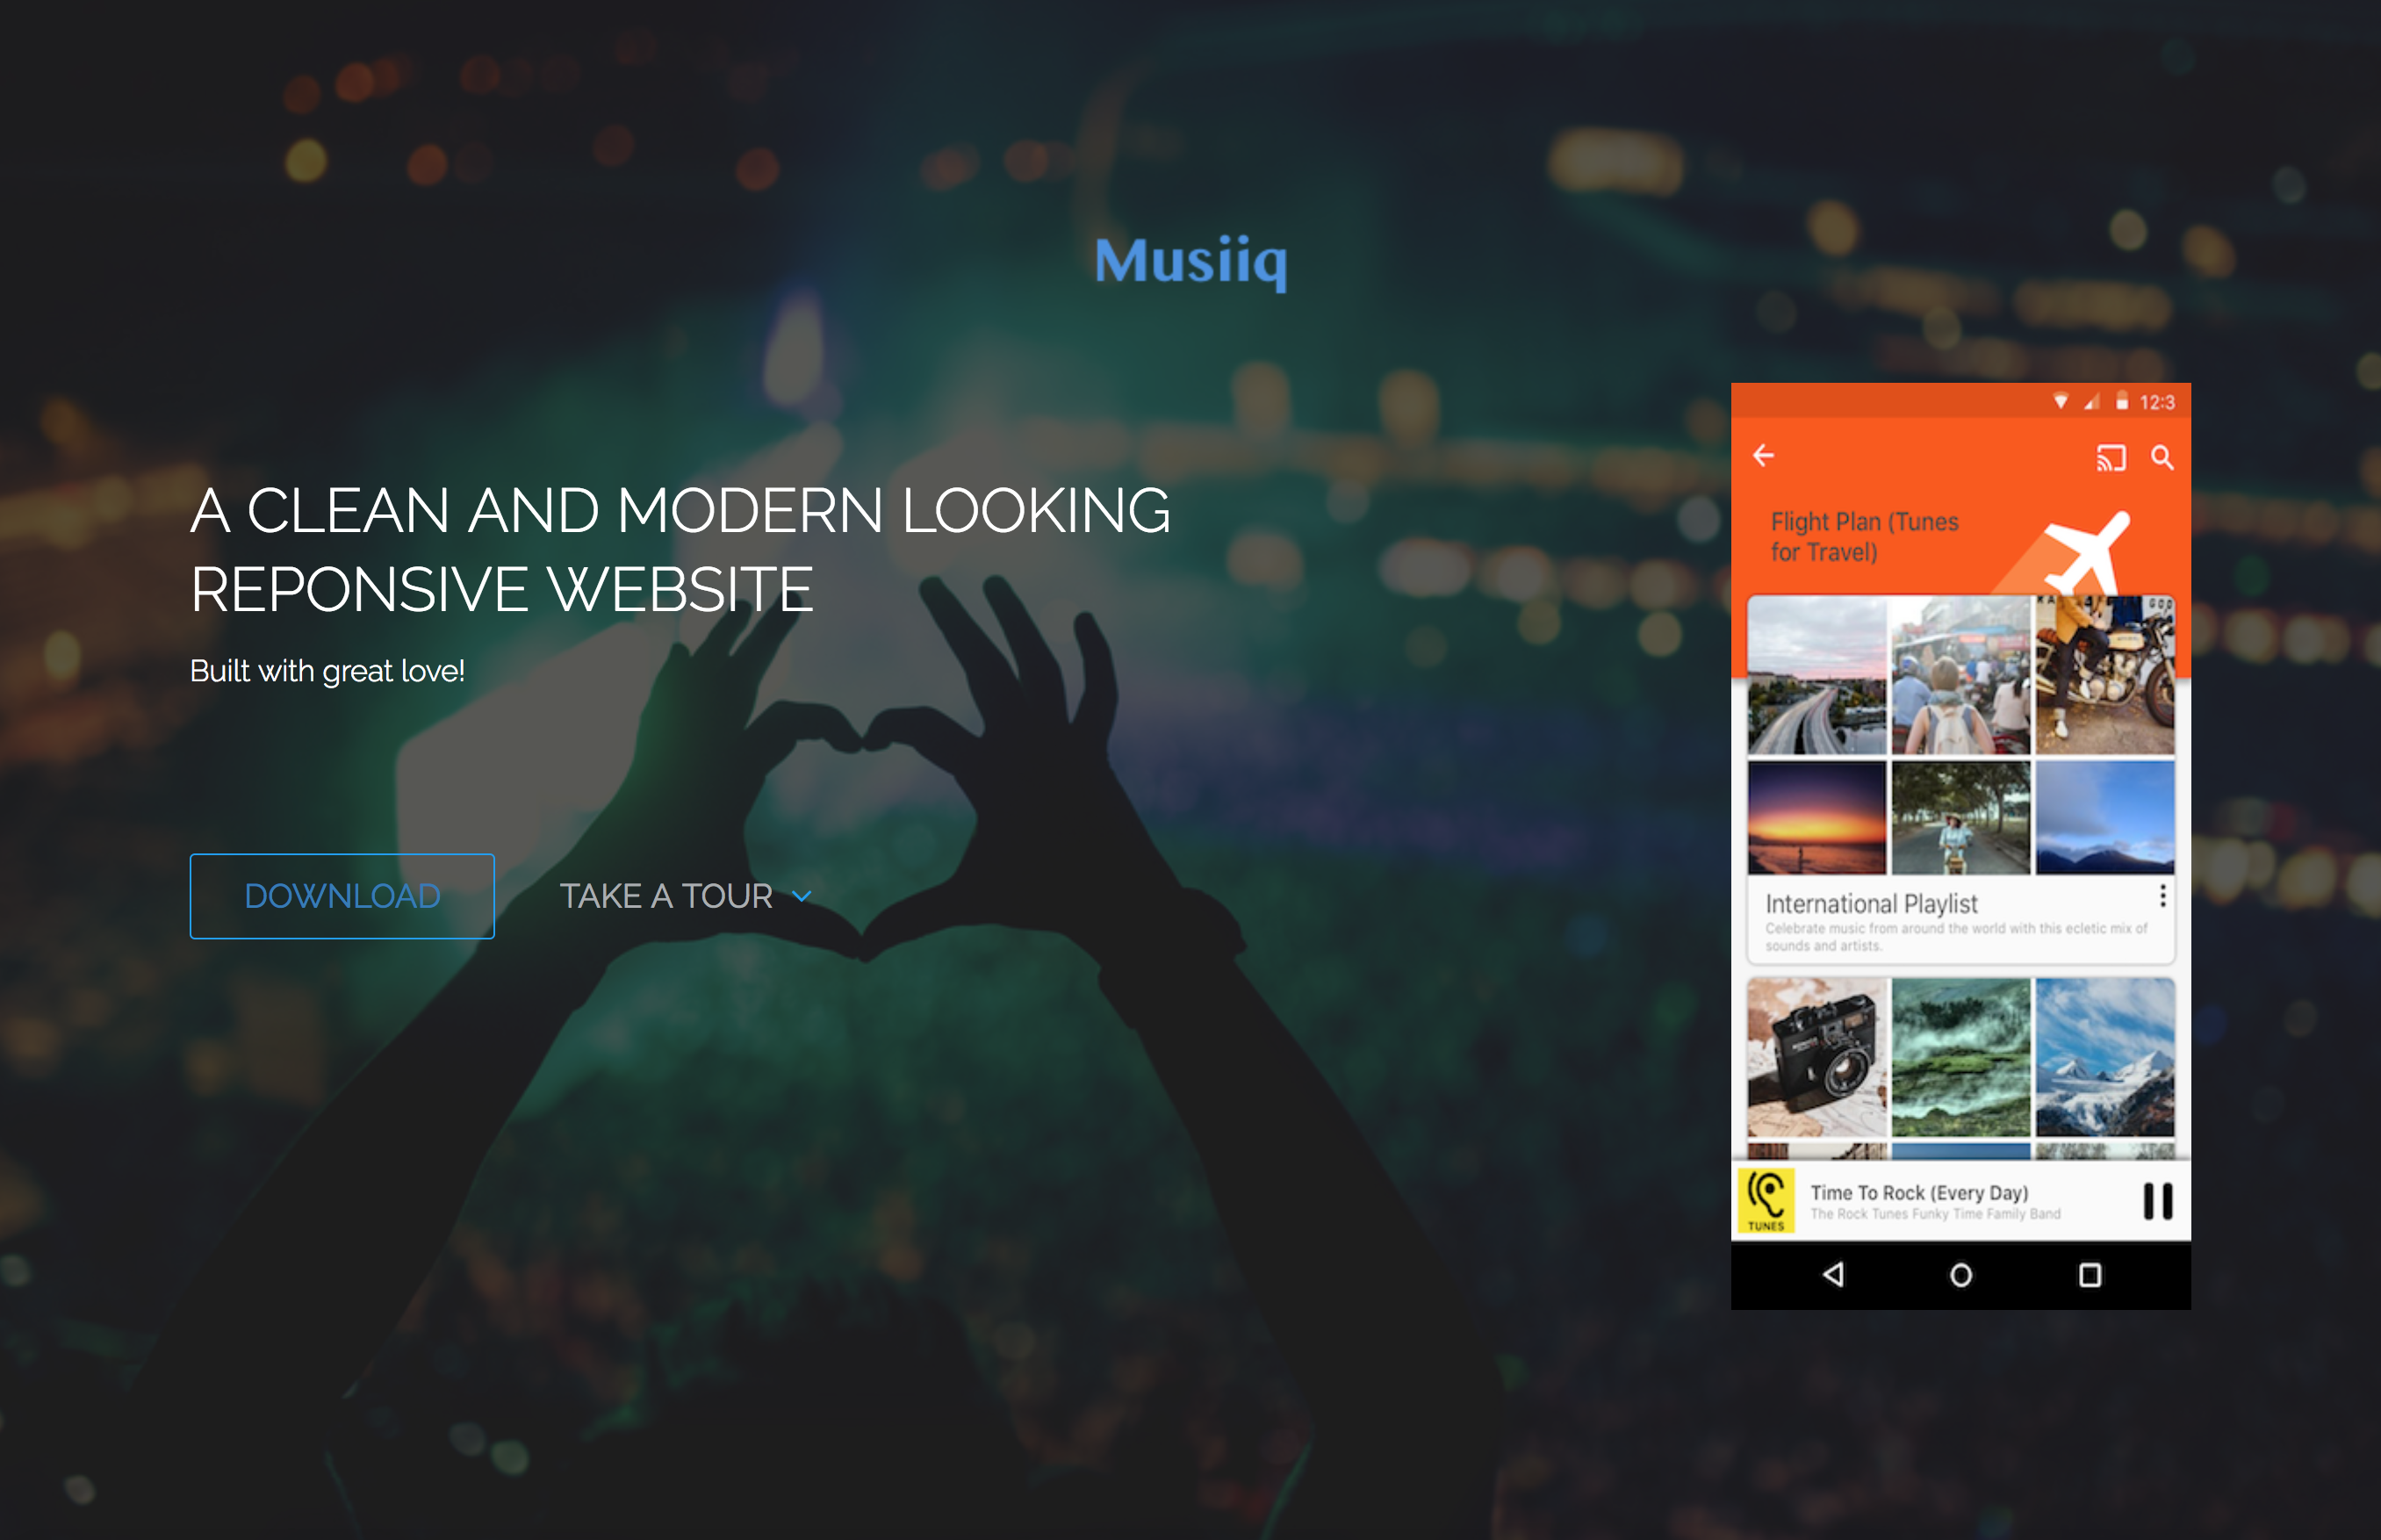 Musiiq
A CLEAN AND MODERN LOOKING
REPONSIVE WEBSITE
Built with great love!
DOWNLOAD
TAKE A TOUR
12:3
Flight Plan (Tunes
for Travel)
International Playlist
Celebrate music from around the world with this ecletic mix of
sounds and artists.
TUNES
Time To Rock (Every Day)
The Rock Tunes Funky Time Family Band